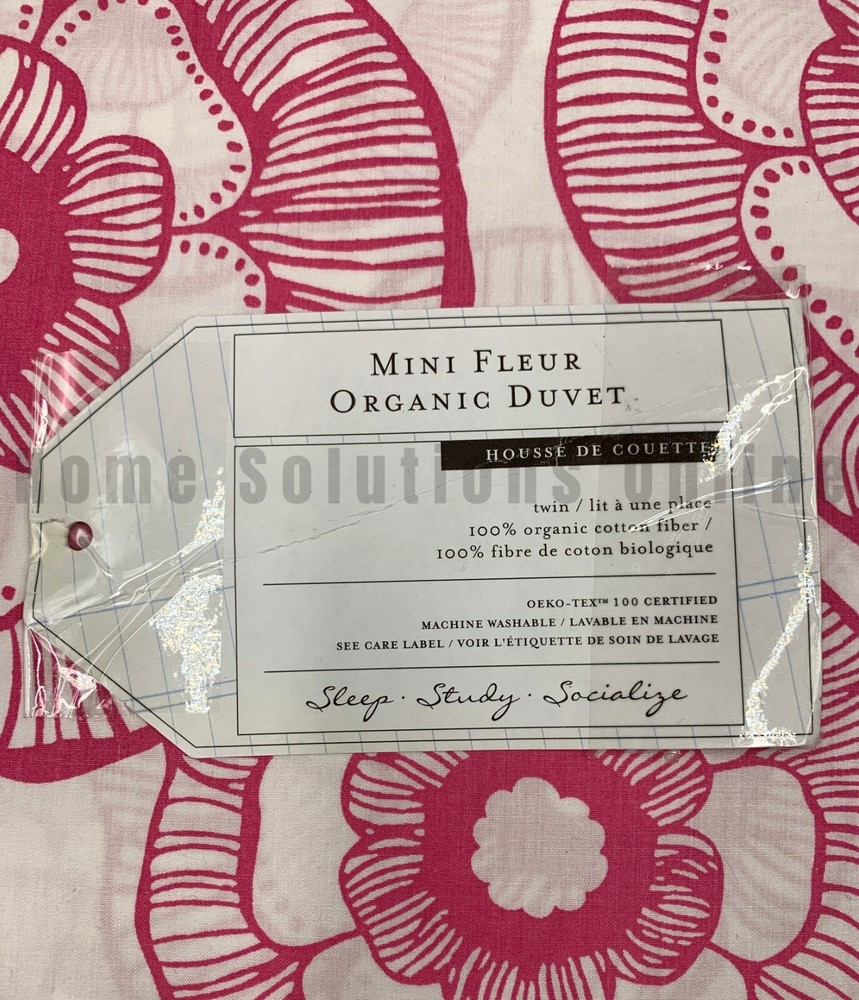 MINI FLEUR
ORGANIC DUVET
HOUSSE DE COUETTE
Home Solutions Online
twin / lit à une place
100% organic cotton fiber /
100% fibre de coton biologique
OEKO-TEX™ 100 CERTIFIED
MACHINE WASHABLE / LAVABLE EN MACHINE
SEE CARE LABEL / VOIR L'ÉTIQUETTE DE SOIN DE LAVAGE
Sleep · Study · Socialize